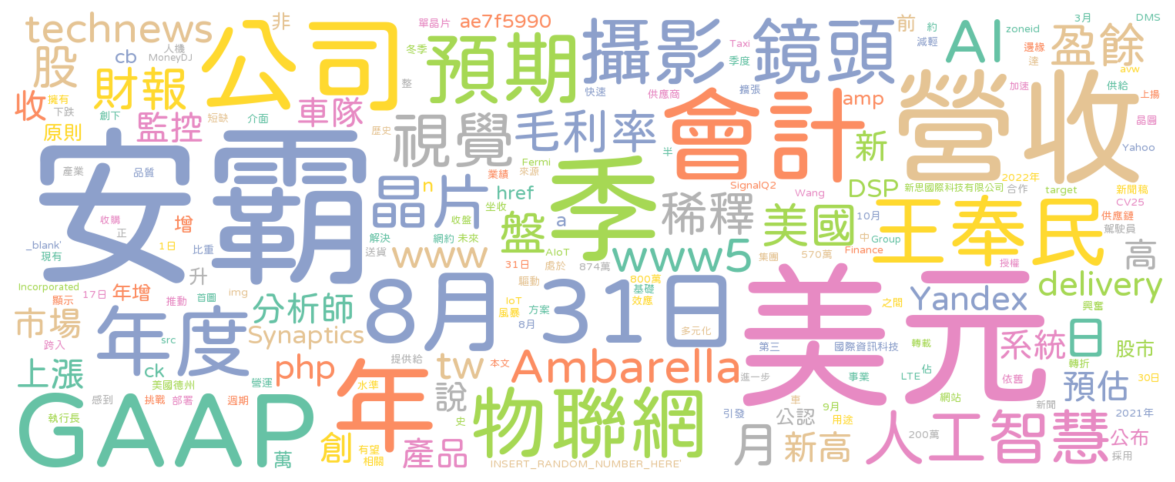 technews
非
單晶片
ae7f5990
前
約
zoneid
3月
DMS
人機
MoneyDJ
冬季
攝影
鏡頭
Taxi
季度
減輕
AI
邊緣
連
盈餘
avw
股
cb
公司
整
預期
擴張
加速
供給
上揚
財報
快速
供應商
收
擁有
下跌
創下
車隊
amp
營收
晶圓
原則
監控
短缺
介面
歷史
視覺
毛利率
會計
新
Yahoo
半
安霸
產業
品質
Fermi
來源
業績
SignalQ2
Wang
2022年
新聞稿
晶片
n
href
季
稀釋
DSP
新思國際科技有限公司
合作
target
CV25
收購
正
增
坐收
盤
a
美國
10月
王奉民
供應鏈
駕駛員
_blank'
現有
1日
比重
解決
網約
收盤
未來
中
Group
高
升
送貨
www
AIoT
處於
集團
570萬
Finance
www5
874萬
31日
授權
Incorporated
17日
年增
首圖
img
驅動
800萬
美元
delivery
顯示
推動
分析師
8月31日
IoT
風暴
方案
基礎
效應
Yandex
之間
興奮
市場
跨入
年度
src
Synaptics
8月
多元化
系統
日
股市
上漲
ck
php
提供給
tw
本文
第三
國際資訊科技
轉載
轉折
美國德州
營運
年
水準
Ambarella
進一步
事業
LTE
佔
依舊
預估
30日
感到
挑戰
部署
週期
說
物聯網
車
網站
新聞
2021年
GAAP
執行長
史
引發
公認
9月
用途
人工智慧
公布
萬
創
有望
相關
產品
月
新高
200萬
採用
INSERT_RANDOM_NUMBER_HERE'